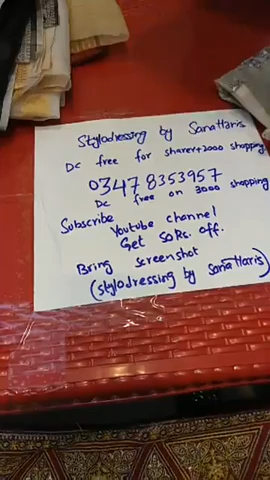 Stylodressing by SanaHaris
DC free for sharer+2000 shopping
03478353957
DC free on 3000 shopping
Subscribe
Youtube channel
Get 50Rs. off.
Bring screenshot
(stylodressing by SanaHaris)